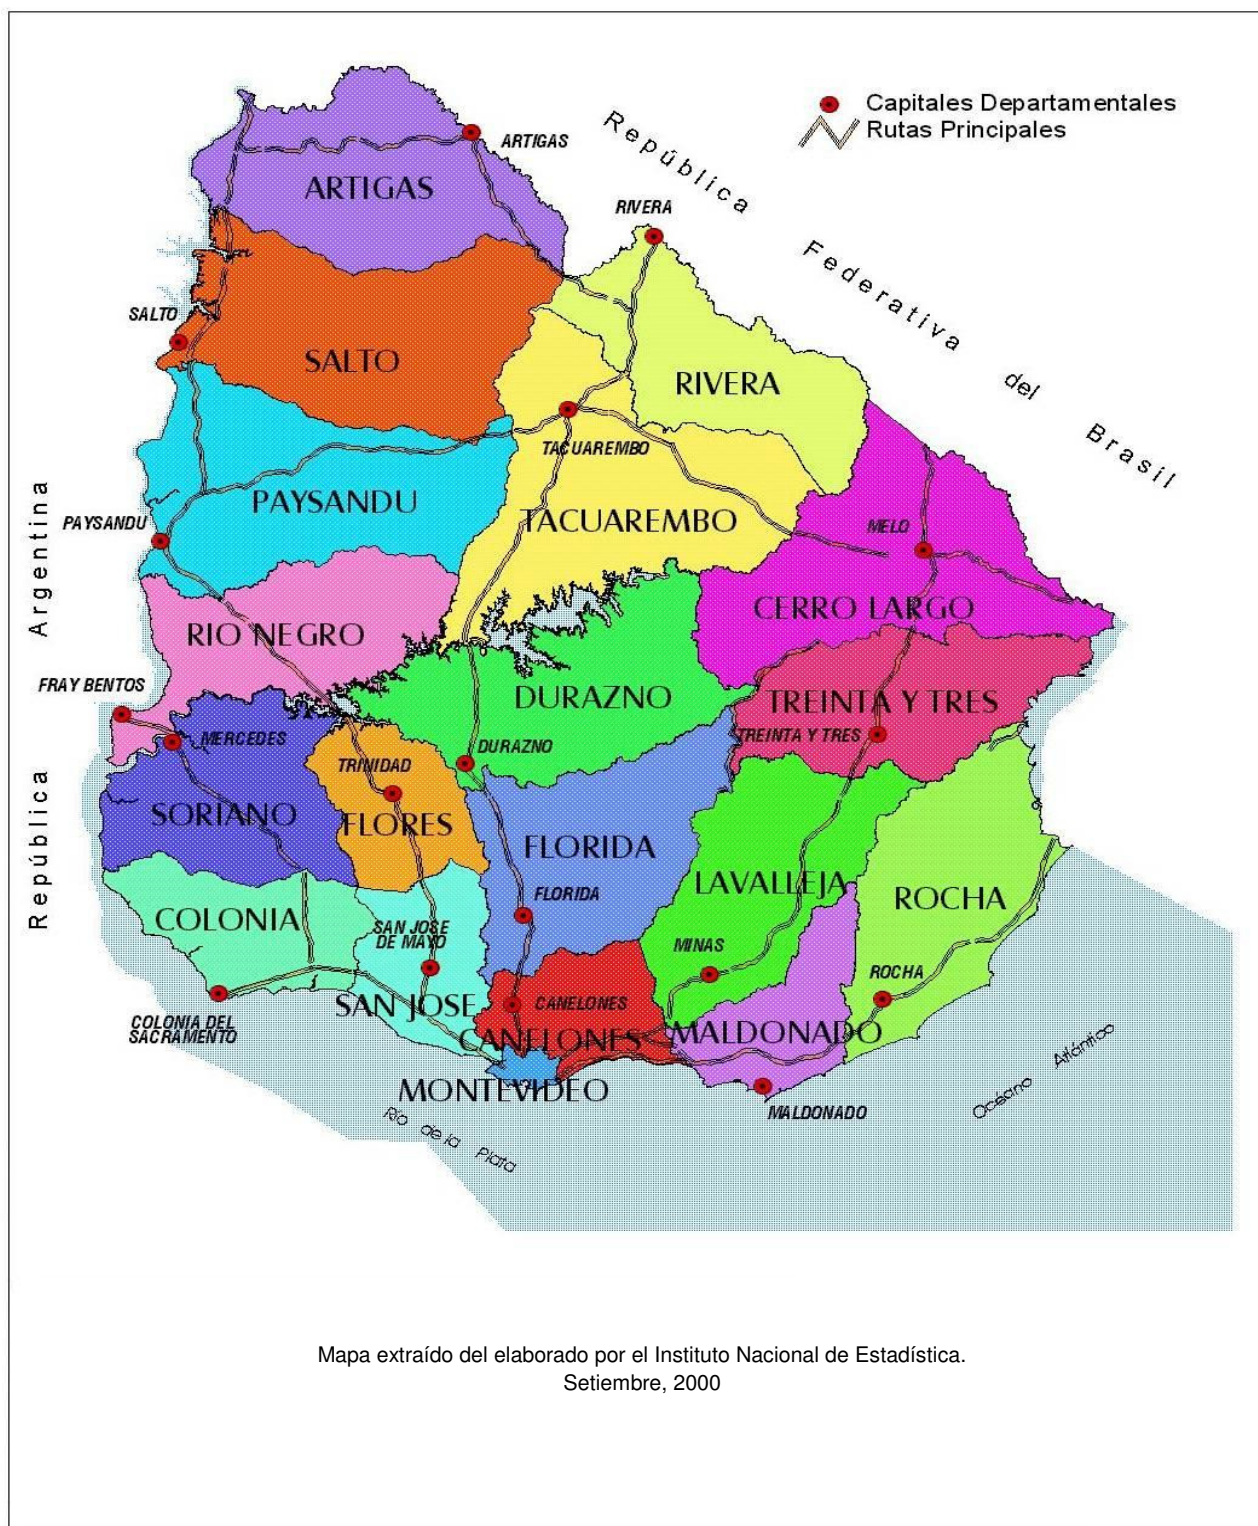 Capitales Departamentales
Rutas Principales
República Federativa del Brasil
ARTIGAS
ARTIGAS
RIVERA
SALTO
SALTO
RIVERA
TACUAREMBO
PAYSANDU
PAYSANDU
TACUAREMBO
MELO
República Argentina
CERRO LARGO
RIO NEGRO
FRAY BENTOS
DURAZNO
TREINTA Y TRES
MERCEDES
TREINTA Y TRES
DURAZNO
TRINIDAD
SORIANO
FLORES
FLORIDA
LAVALLEJA
FLORIDA
ROCHA
COLONIA
SAN JOSE
DE MAYO
MINAS
ROCHA
SAN JOSE
CANELONES
COLONIA DEL
SACRAMENTO
CANELONES
MALDONADO
MONTEVIDEO
MALDONADO
Río de la Plata
Océano Atlántico
Mapa extraído del elaborado por el Instituto Nacional de Estadística.
Setiembre, 2000